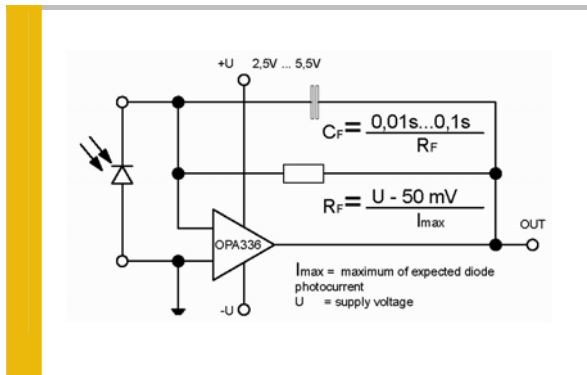 +U 2,5V ... 5,5V
CF= 0,01s...0,1s
RF
RF= U - 50 mV
Imax
OUT
OPA336
Imax = maximum of expected diode
photocurrent
U = supply voltage
-U